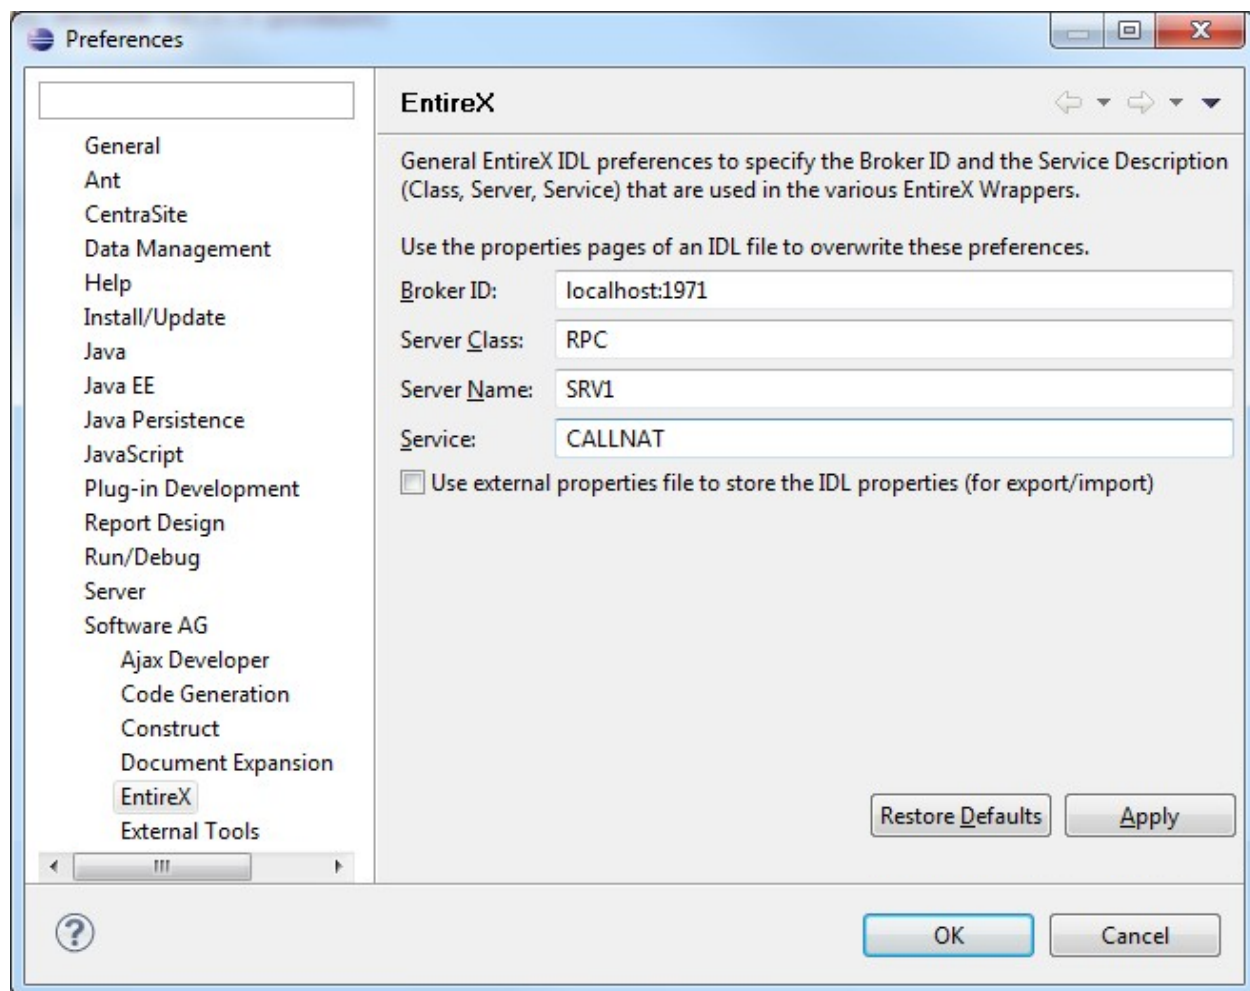 Preferences
EntireX
General
Ant
CentraSite
Data Management
Help
Install/Update
Java
Java EE
Java Persistence
JavaScript
Plug-in Development
Report Design
Run/Debug
Server
Software AG
Ajax Developer
Code Generation
Construct
Document Expansion
EntireX
External Tools
General EntireX IDL preferences to specify the Broker ID and the Service Description
(Class, Server, Service) that are used in the various EntireX Wrappers.
Use the properties pages of an IDL file to overwrite these preferences.
Broker ID: localhost:1971
Server Class: RPC
Server Name: SRV1
Service: CALLNAT
Use external properties file to store the IDL properties (for export/import)
Restore Defaults Apply
OK Cancel